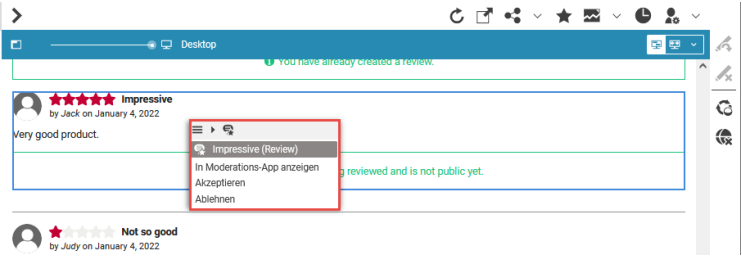 Desktop
You have already created a review.
Impressive
by Jack on January 4, 2022
Very good product.
Impressive (Review)
In Moderations-App anzeigen
g reviewed and is not public yet.
Akzeptieren
Ablehnen
Not so good
by Judy on January 4, 2022